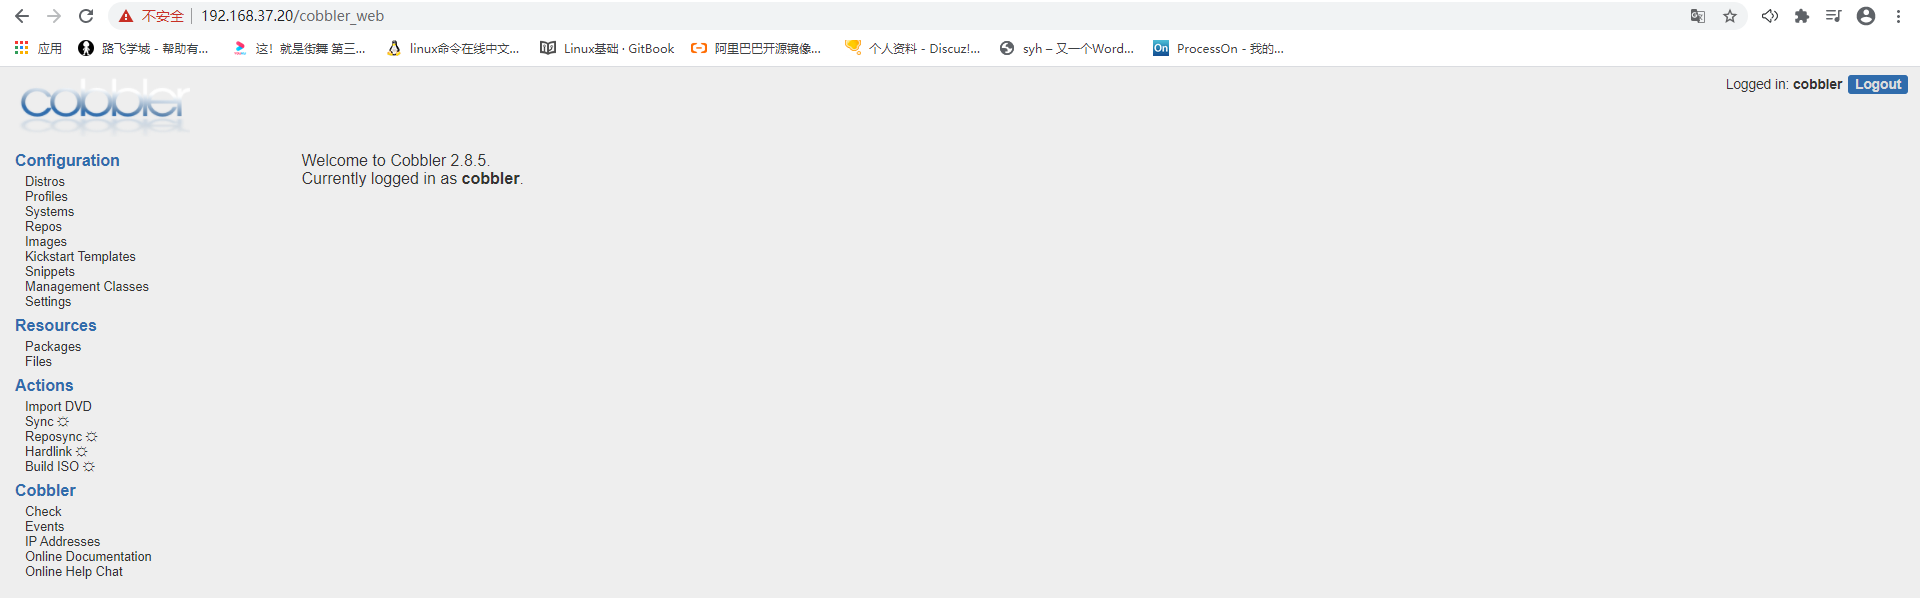 不安全 192.168.37.20/cobbler_web
应用 路飞学城 - 帮助有... 这！就是街舞 第三... linux命令在线中文... Linux基础 · GitBook 阿里巴巴开源镜像... 个人资料 - Discuz!... syh – 又一个Word... On ProcessOn - 我的...
cobbler
Logged in: cobbler Logout
Configuration
Distros
Profiles
Systems
Repos
Images
Kickstart Templates
Snippets
Management Classes
Settings
Resources
Packages
Files
Actions
Import DVD
Sync
Reposync
Hardlink
Build ISO
Cobbler
Check
Events
IP Addresses
Online Documentation
Online Help Chat
Welcome to Cobbler 2.8.5.
Currently logged in as cobbler.